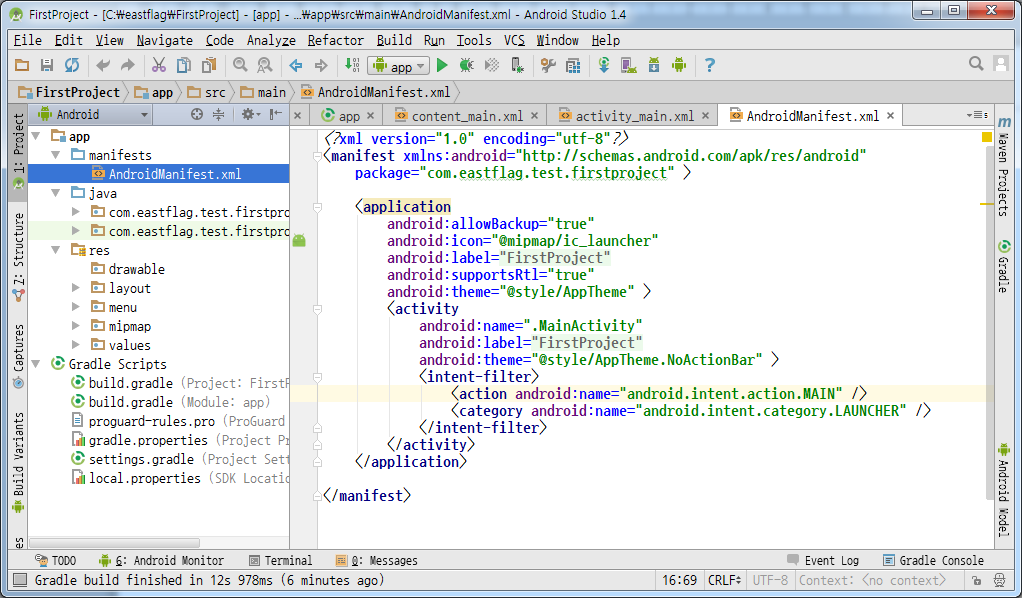 FirstProject - [C:₩eastflag₩FirstProject] - [app] - ...₩app₩src₩main₩AndroidManifest.xml - Android Studio 1.4
File Edit View Navigate Code Analyze Refactor Build Run Tools VCS Window Help
app
FirstProject app src main AndroidManifest.xml
Android
app content_main.xml activity_main.xml AndroidManifest.xml
1: Project
Z: Structure
Captures
Build Variants
es
app
manifests
AndroidManifest.xml
java
com.eastflag.test.firstpro
com.eastflag.test.firstpro
res
drawable
layout
menu
mipmap
values
Gradle Scripts
build.gradle (Project: FirstF
build.gradle (Module: app)
proguard-rules.pro (ProGuard
gradle.properties (Project Pr
settings.gradle (Project Sett
local.properties (SDK Locatio
<?xml version="1.0" encoding="utf-8"?>
<manifest xmlns:android="http://schemas.android.com/apk/res/android"
package="com.eastflag.test.firstproject" >
<application
android:allowBackup="true"
android:icon="@mipmap/ic_launcher"
android:label="FirstProject"
android:supportsRtl="true"
android:theme="@style/AppTheme" >
<activity
android:name=".MainActivity"
android:label="FirstProject"
android:theme="@style/AppTheme.NoActionBar" >
<intent-filter>
<action android:name="android.intent.action.MAIN" />
<category android:name="android.intent.category.LAUNCHER" />
</intent-filter>
</activity>
</application>
</manifest>
Maven Projects
Gradle
Android Model
TODO 6: Android Monitor Terminal 0: Messages Event Log Gradle Console
Gradle build finished in 12s 978ms (6 minutes ago) 16:69 CRLF UTF-8 Context: <no context>